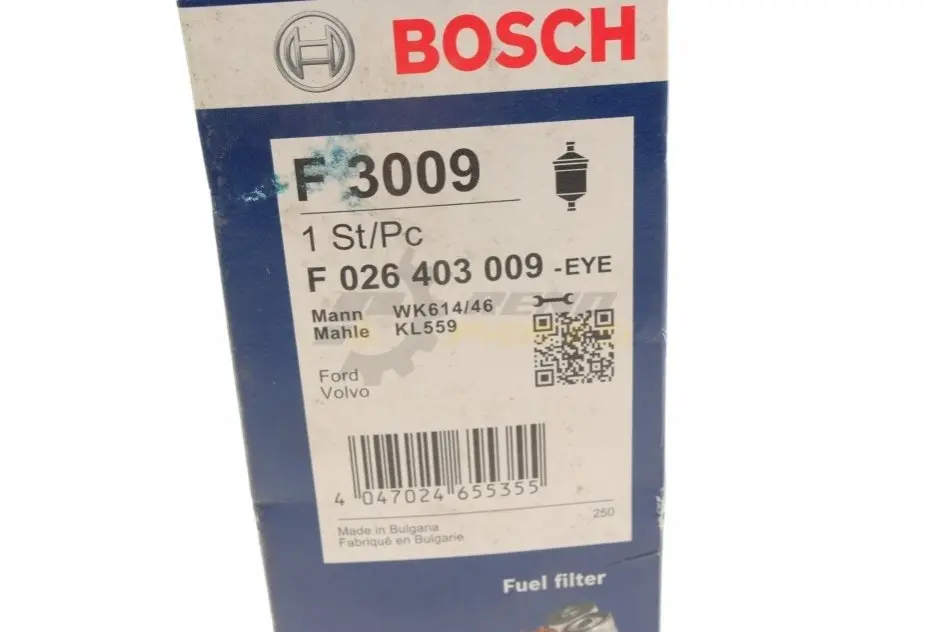 BOSCH
F 3009
1 St/Pc
F 026 403 009 -EYE
Mann WK614/46
Mahle KL559
Ford
Volvo
4 047024 655355
250
Made in Bulgaria
Fabriqué en Bulgarie
Fuel filter